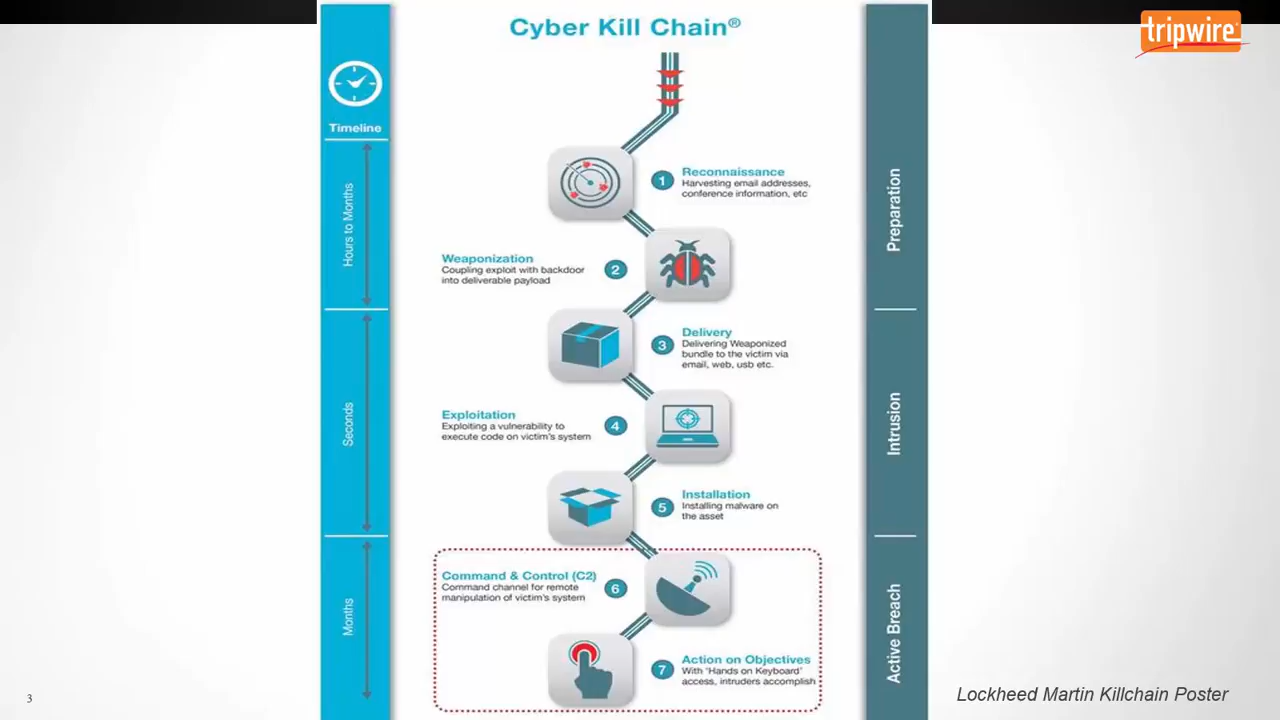 Cyber Kill Chain®
tripwire
Timeline
Hours to Months
Seconds
Months
1
Reconnaissance
Harvesting email addresses,
conference information, etc
Weaponization
Coupling exploit with backdoor
into deliverable payload
2
3
Delivery
Delivering Weaponized
bundle to the victim via
email, web, usb etc.
Exploitation
Exploiting a vulnerability to
execute code on victim's system
4
5
Installation
Installing malware on
the asset
Command & Control (C2)
Command channel for remote
manipulation of victim's system
6
7
Action on Objectives
With 'Hands on Keyboard'
access, intruders accomplish
Preparation
Intrusion
Active Breach
3
Lockheed Martin Killchain Poster